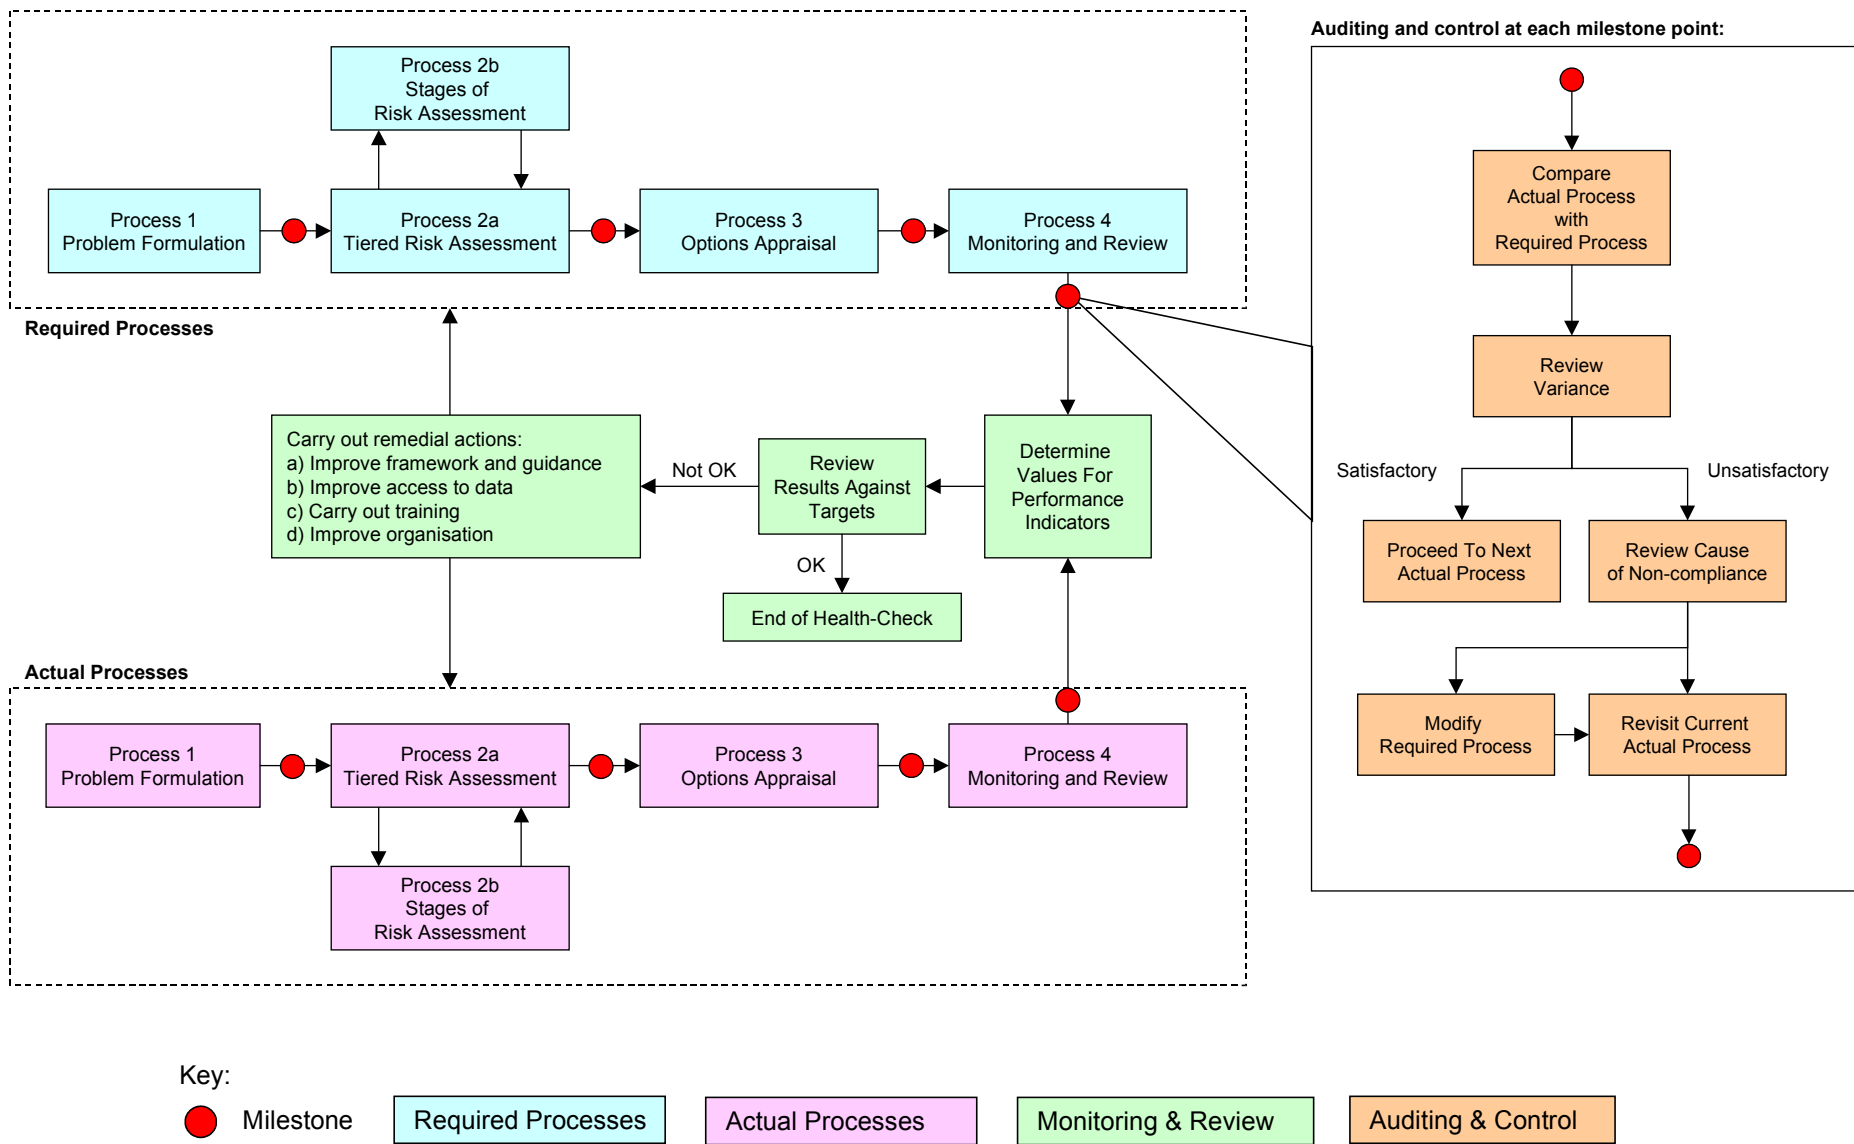 Auditing and control at each milestone point:
Process 2b
Stages of
Risk Assessment
Process 1
Problem Formulation
Process 2a
Tiered Risk Assessment
Process 3
Options Appraisal
Process 4
Monitoring and Review
Required Processes
Carry out remedial actions:
a) Improve framework and guidance
b) Improve access to data
c) Carry out training
d) Improve organisation
Not OK
Review
Results Against
Targets
Determine
Values For
Performance
Indicators
OK
End of Health-Check
Actual Processes
Process 1
Problem Formulation
Process 2a
Tiered Risk Assessment
Process 3
Options Appraisal
Process 4
Monitoring and Review
Process 2b
Stages of
Risk Assessment
Compare
Actual Process
with
Required Process
Review
Variance
Satisfactory
Unsatisfactory
Proceed To Next
Actual Process
Review Cause
of Non-compliance
Modify
Required Process
Revisit Current
Actual Process
Key:
Milestone
Required Processes
Actual Processes
Monitoring & Review
Auditing & Control